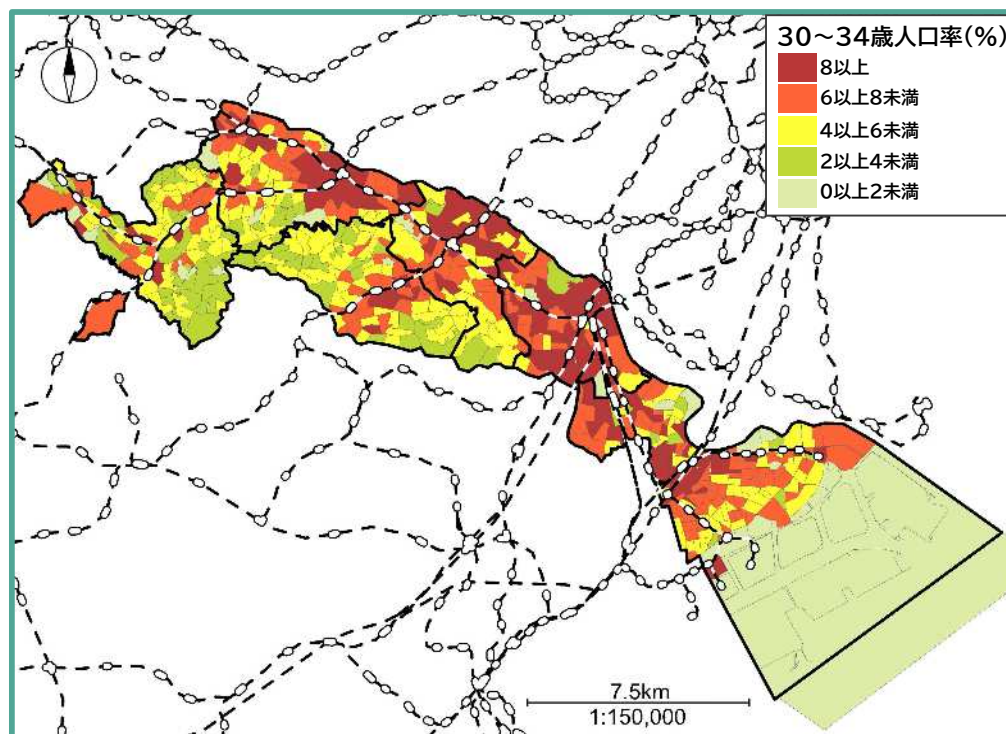 N
30～34歳人口率(%)
8以上
6以上8未満
4以上6未満
2以上4未満
0以上2未満
7.5km
1:150,000